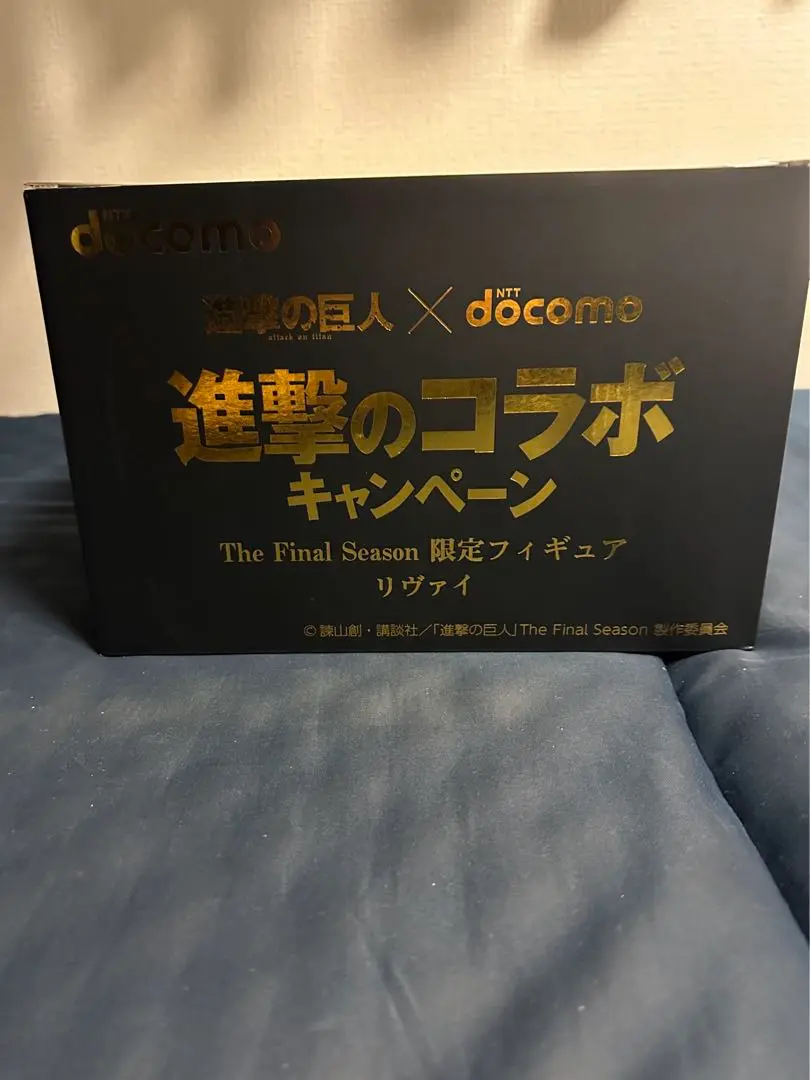 NTT
docomo
進撃の巨人 × NTT docomo
attack on titan
進撃のコラボ
キャンペーン
The Final Season 限定フィギュア
リヴァイ
©諫山創・講談社/「進撃の巨人」The Final Season 製作委員会